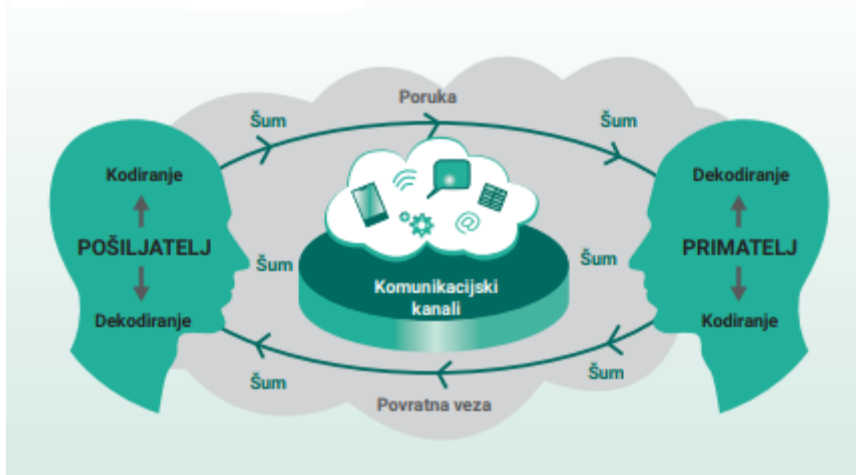 Poruka
Šum
Šum
Kodiranje
Dekodiranje
POŠILJATELJ
PRIMATELJ
Šum
Šum
@
Komunikacijski
kanali
Dekodiranje
Kodiranje
Šum
Šum
Povratna veza